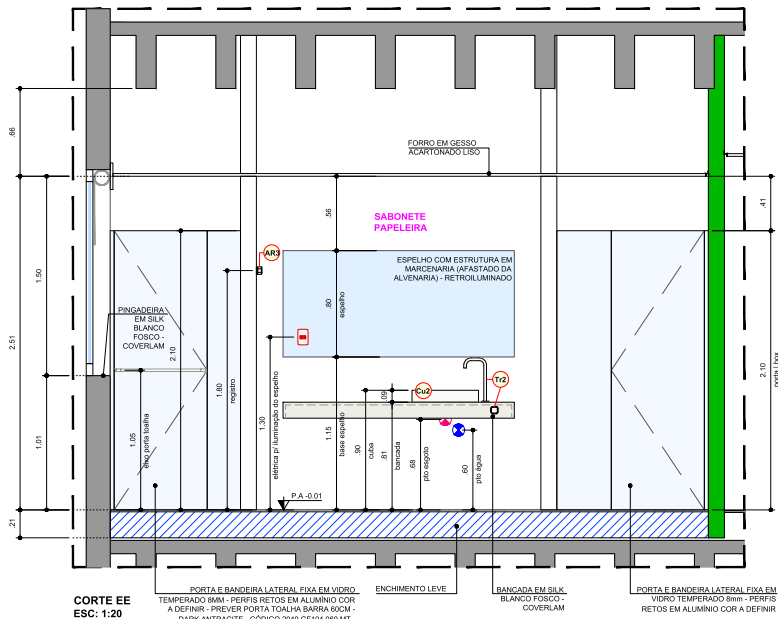 FORRO EM GESSO
ACARTONADO LISO
.66
.56
.41
SABONETE
PAPELEIRA
AR3
ESPELHO COM ESTRUTURA EM
MARCENARIA (AFASTADO DA
ALVENARIA) - RETROILUMINADO
1.50
2.51
PINGADEIRA
EM SILK
BLANCO
FOSCO -
COVERLAM
2.10
1.80
registro
1.30
elétrica p/ iluminação do espelho
.80
espelho
Cu2
Tr2
.09
1.01
1.05
eixo porta toalha
1.15
base espelho
.90
cuba
.81
bancada
.68
pto esgoto
.60
pto água
2.10
porta / box
P.A -0.01
.21
CORTE EE
ESC: 1:20
PORTA E BANDEIRA LATERAL FIXA EM VIDRO
TEMPERADO 8MM - PERFIS RETOS EM ALUMÍNIO COR
A DEFINIR - PREVER PORTA TOALHA BARRA 60CM -
ENCHIMENTO LEVE
BANCADA EM SILK
BLANCO FOSCO -
COVERLAM
PORTA E BANDEIRA LATERAL FIXA EM
VIDRO TEMPERADO 8mm - PERFIS
RETOS EM ALUMÍNIO COR A DEFINIR